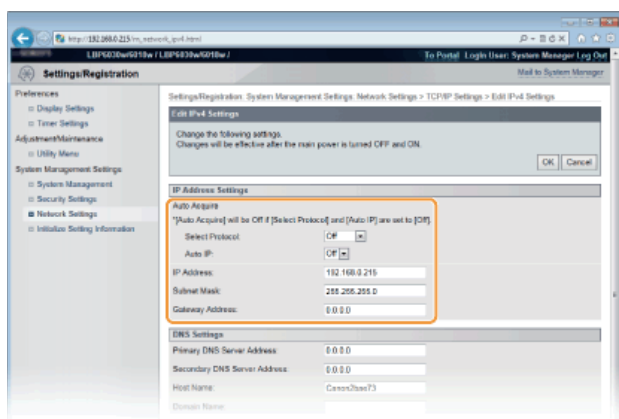 http://192.168.0.215/m_network_ipv4.html
LBP6030w/6018w / LBP6030w/6018w /
To Portal Login User: System Manager Log Out
Settings/Registration
Mail to System Manager
Preferences
Display Settings
Timer Settings
Adjustment/Maintenance
Utility Menu
System Management Settings
System Management
Security Settings
Network Settings
Initialize Setting Information
Settings/Registration: System Management Settings: Network Settings > TCP/IP Settings > Edit IPv4 Settings
Edit IPv4 Settings
Change the following settings.
Changes will be effective after the main power is turned OFF and ON.
OK Cancel
IP Address Settings
Auto Acquire
*[Auto Acquire] will be Off if [Select Protocol] and [Auto IP] are set to [Off].
Select Protocol: Off
Auto IP: Off
IP Address: 192.168.0.215
Subnet Mask: 255.255.255.0
Gateway Address: 0.0.0.0
DNS Settings
Primary DNS Server Address: 0.0.0.0
Secondary DNS Server Address: 0.0.0.0
Host Name:
Domain Name: